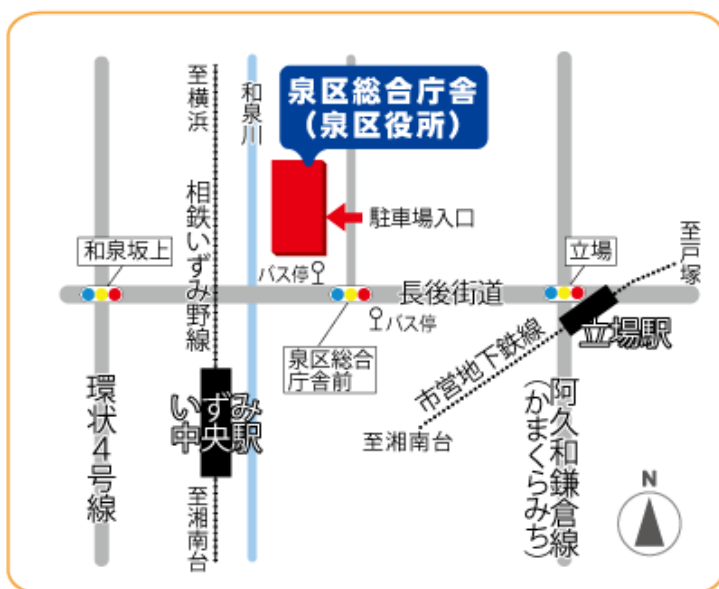 泉区総合庁舎
（泉区役所）
至横浜
和泉川
相鉄いずみ野線
駐車場入口
至戸塚
和泉坂上
立場
バス停
長後街道
バス停
泉区総合
庁舎前
立場駅
市営地下鉄線
いずみ
中央駅
至湘南台
環状4号線
阿久和鎌倉線
（かまくらみち）
至湘南台
N